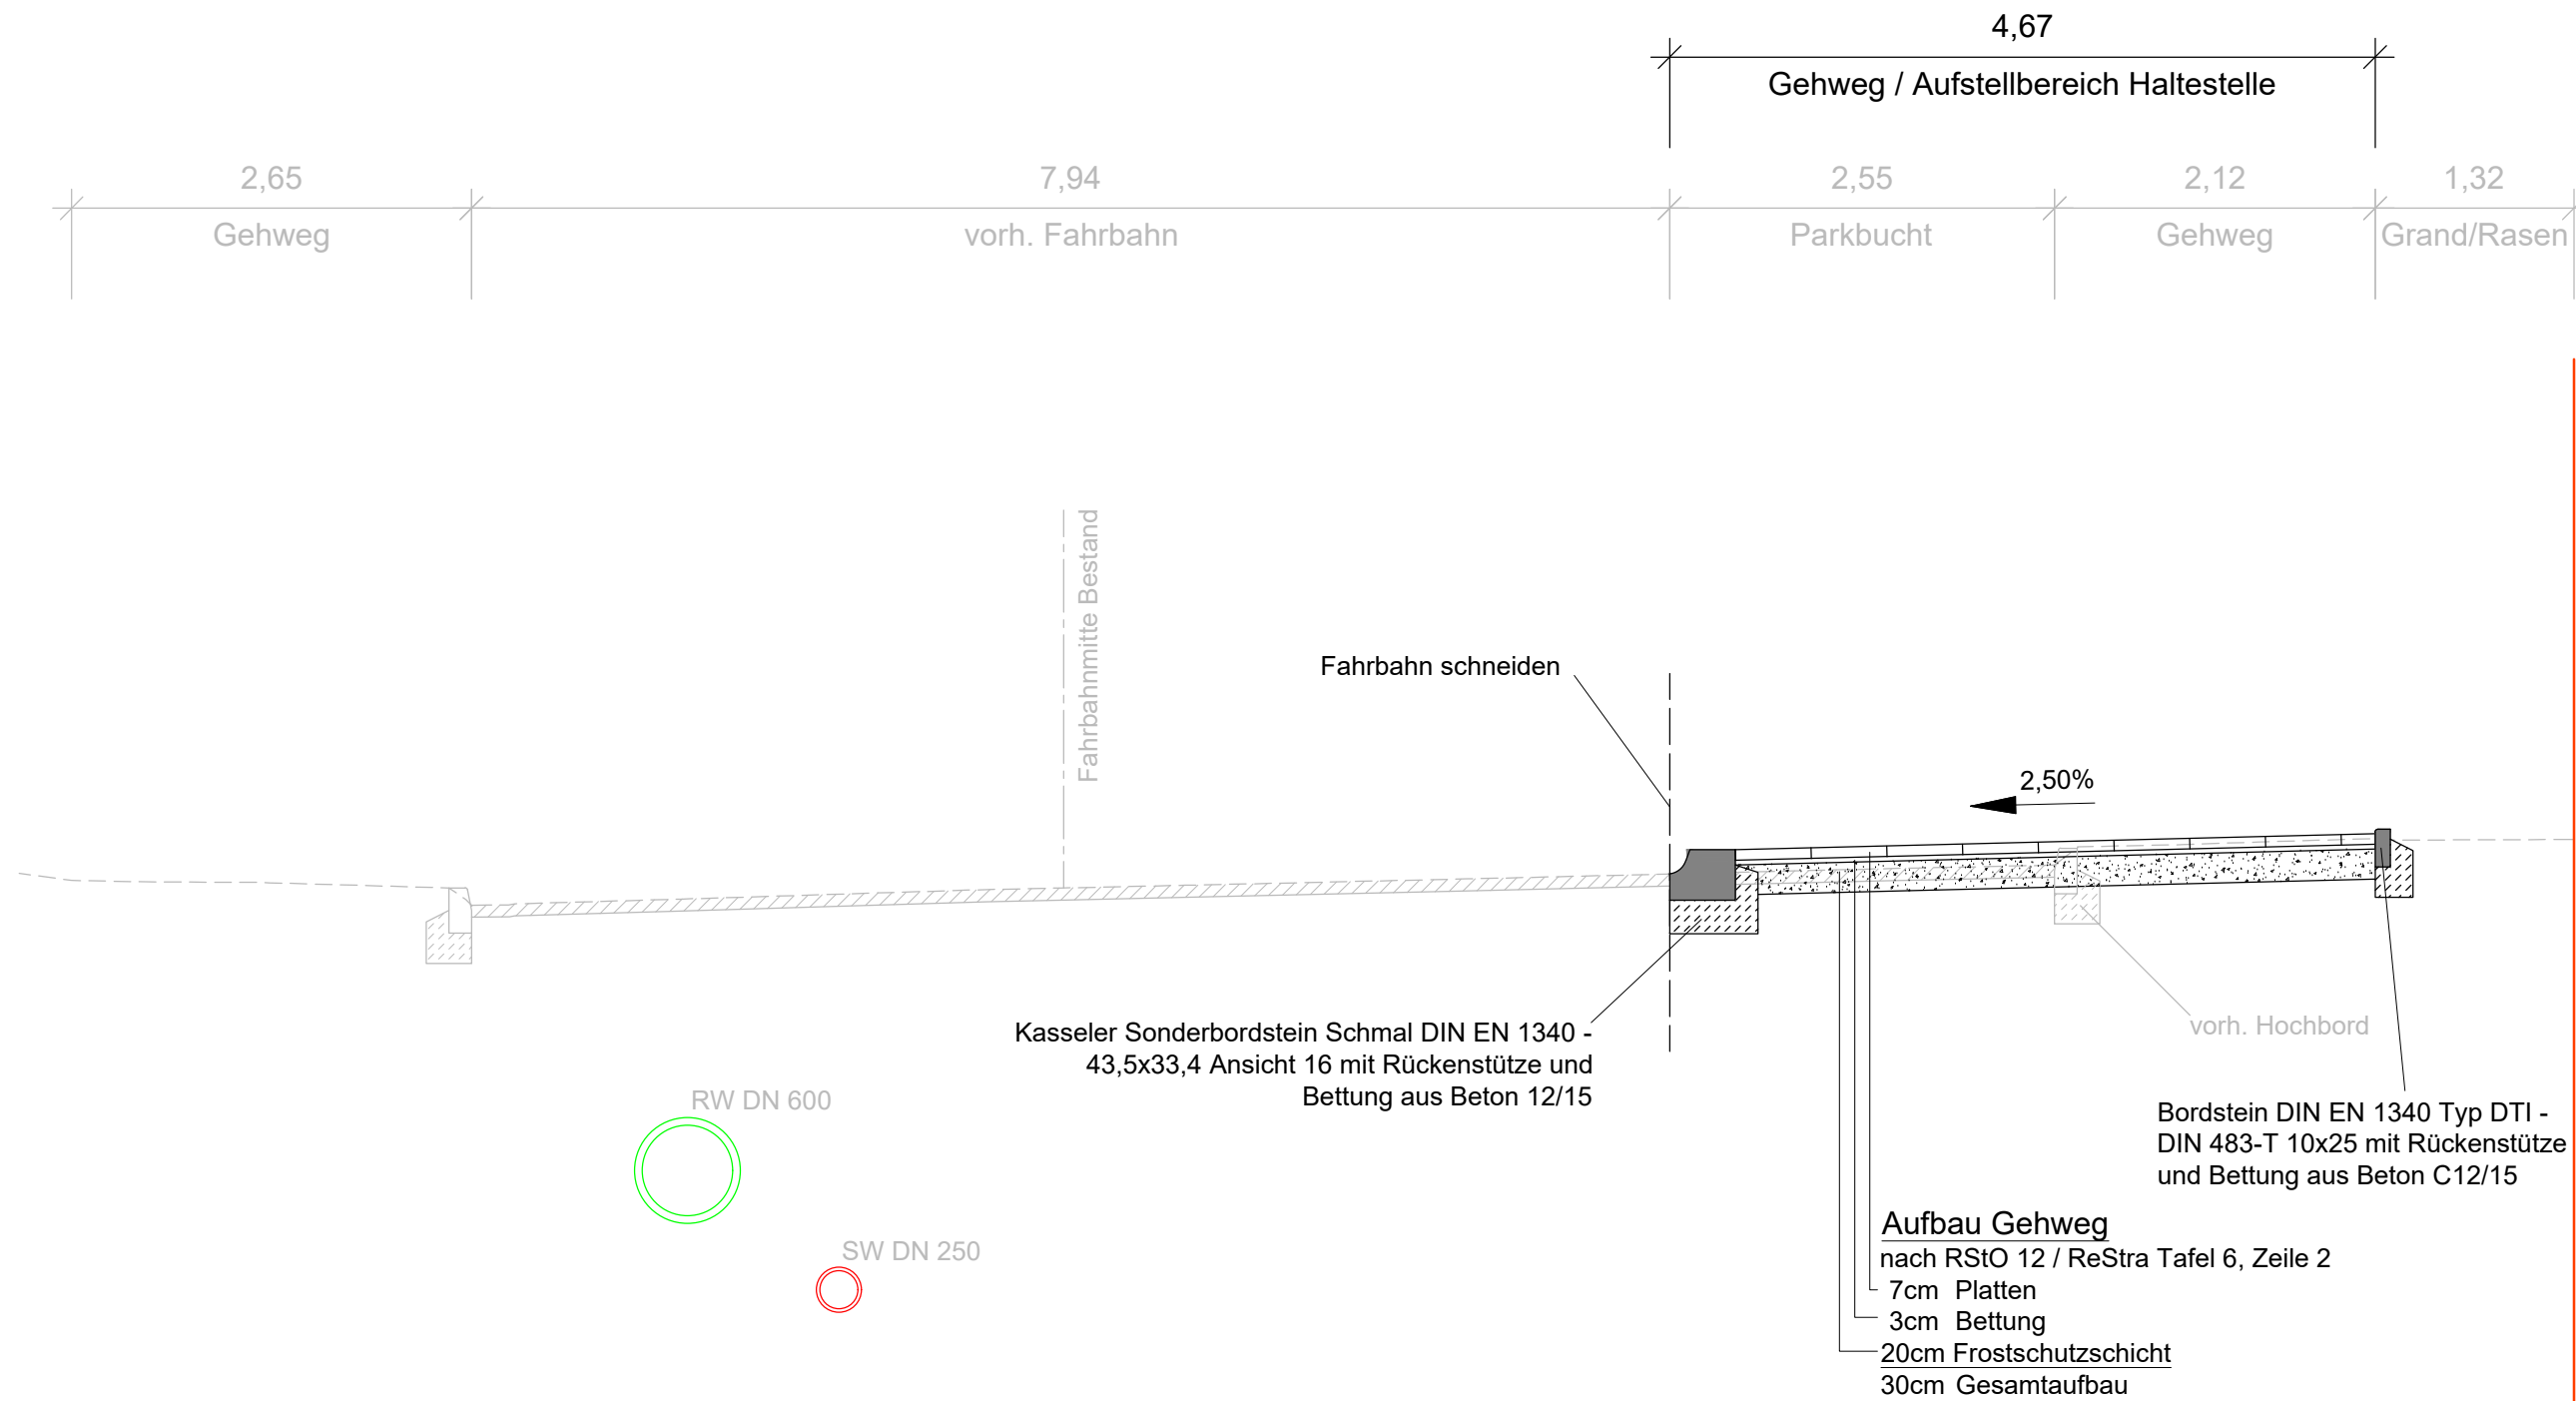 4,67
Gehweg / Aufstellbereich Haltestelle
2,65
7,94
2,55
2,12
1,32
Gehweg
vorh. Fahrbahn
Parkbucht
Gehweg
Grand/Rasen
Fahrbahnmitte Bestand
Fahrbahn schneiden
2,50%
Kasseler Sonderbordstein Schmal DIN EN 1340 -
43,5x33,4 Ansicht 16 mit Rückenstütze und
Bettung aus Beton 12/15
vorh. Hochbord
RW DN 600
SW DN 250
Bordstein DIN EN 1340 Typ DTI -
DIN 483-T 10x25 mit Rückenstütze
und Bettung aus Beton C12/15
Aufbau Gehweg
nach RStO 12 / ReStra Tafel 6, Zeile 2
7cm Platten
3cm Bettung
20cm Frostschutzschicht
30cm Gesamtaufbau